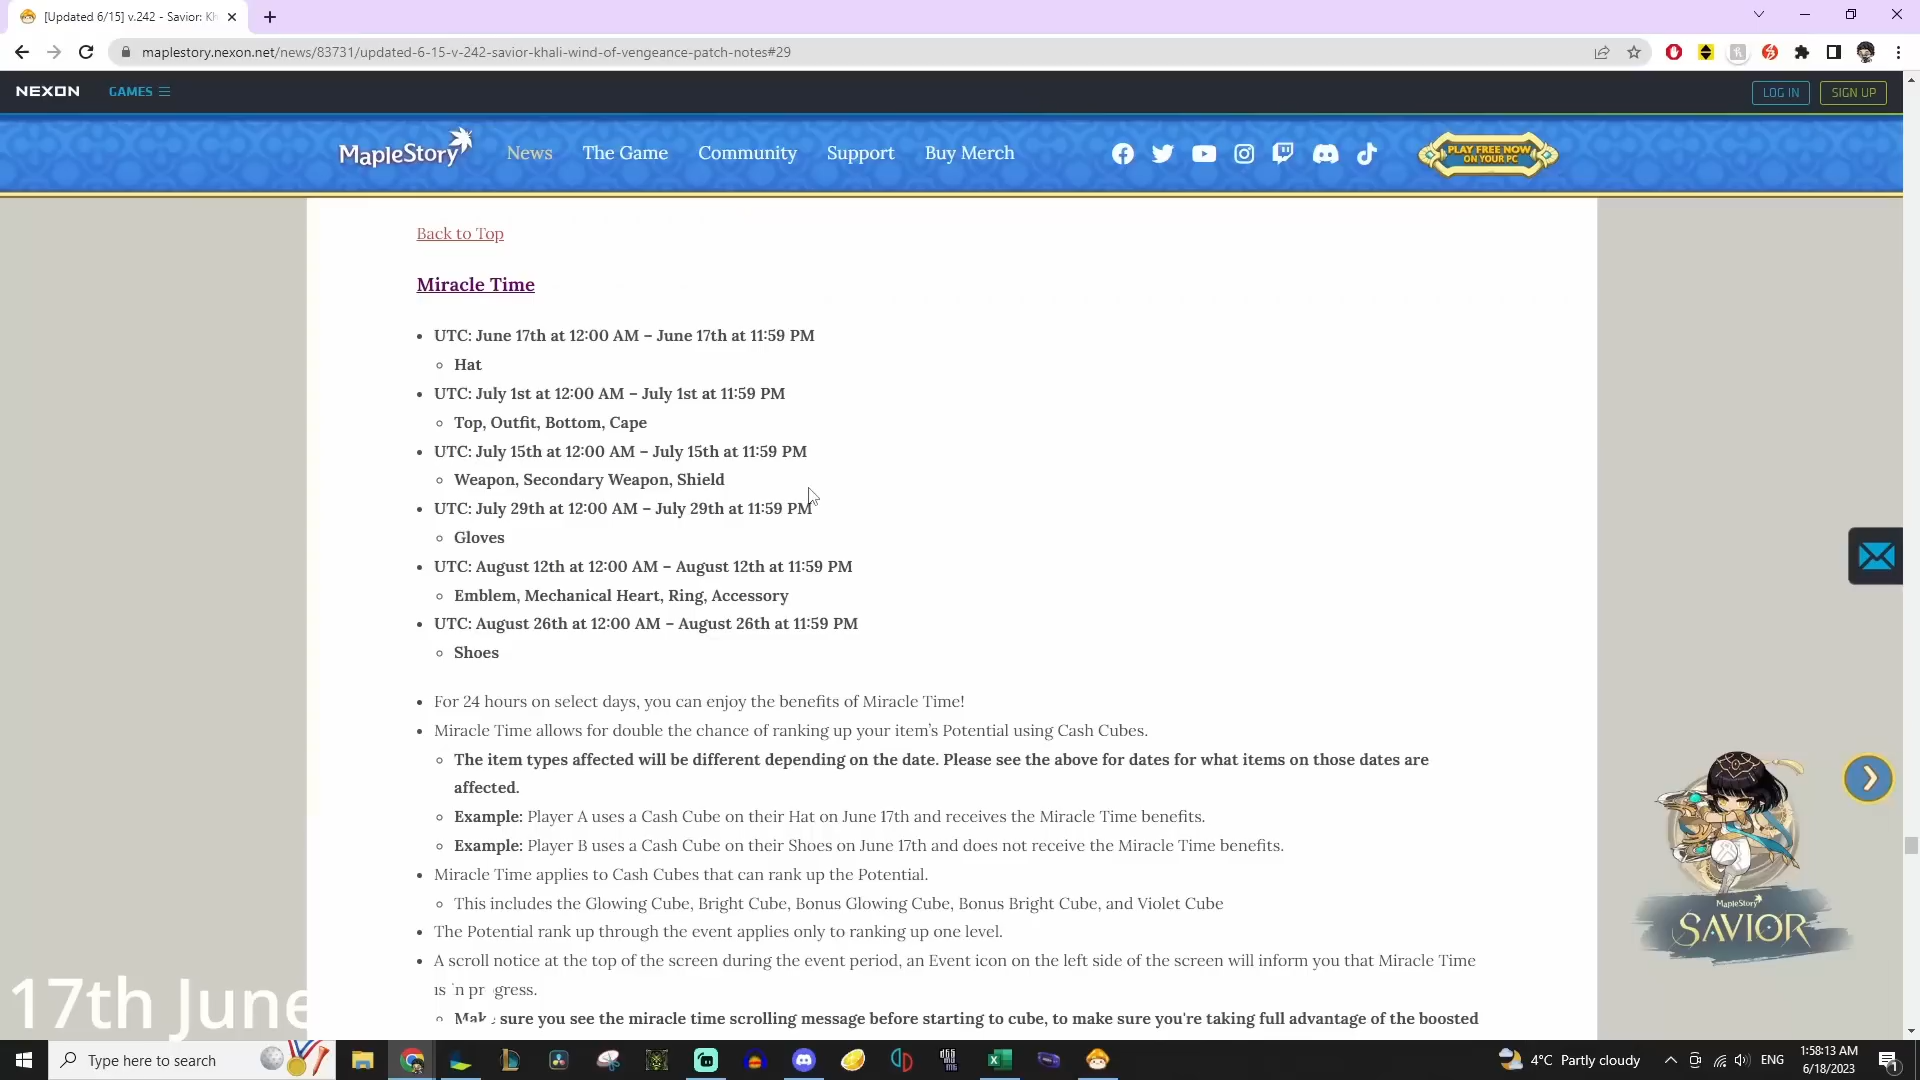 [Updated 6/15] v.242 - Savior: Kh
maplestory.nexon.net/news/83731/updated-6-15-v-242-savior-khali-wind-of-vengeance-patch-notes#29
NEXON GAMES LOG IN SIGN UP
MapleStory News The Game Community Support Buy Merch PLAY FREE NOW
ON YOUR PC
Back to Top
Miracle Time
• UTC: June 17th at 12:00 AM – June 17th at 11:59 PM
◦ Hat
• UTC: July 1st at 12:00 AM – July 1st at 11:59 PM
◦ Top, Outfit, Bottom, Cape
• UTC: July 15th at 12:00 AM – July 15th at 11:59 PM
◦ Weapon, Secondary Weapon, Shield
• UTC: July 29th at 12:00 AM – July 29th at 11:59 PM
◦ Gloves
• UTC: August 12th at 12:00 AM – August 12th at 11:59 PM
◦ Emblem, Mechanical Heart, Ring, Accessory
• UTC: August 26th at 12:00 AM – August 26th at 11:59 PM
◦ Shoes
• For 24 hours on select days, you can enjoy the benefits of Miracle Time!
• Miracle Time allows for double the chance of ranking up your item’s Potential using Cash Cubes.
◦ The item types affected will be different depending on the date. Please see the above for dates for what items on those dates are
affected.
◦ Example: Player A uses a Cash Cube on their Hat on June 17th and receives the Miracle Time benefits.
◦ Example: Player B uses a Cash Cube on their Shoes on June 17th and does not receive the Miracle Time benefits.
• Miracle Time applies to Cash Cubes that can rank up the Potential.
◦ This includes the Glowing Cube, Bright Cube, Bonus Glowing Cube, Bonus Bright Cube, and Violet Cube
• The Potential rank up through the event applies only to ranking up one level.
• A scroll notice at the top of the screen during the event period, an Event icon on the left side of the screen will inform you that Miracle Time
is in progress.
◦ Make sure you see the miracle time scrolling message before starting to cube, to make sure you're taking full advantage of the boosted
MapleStory
SAVIOR
17th June
Type here to search
4°C Partly cloudy ENG
1:58:13 AM
6/18/2023
1